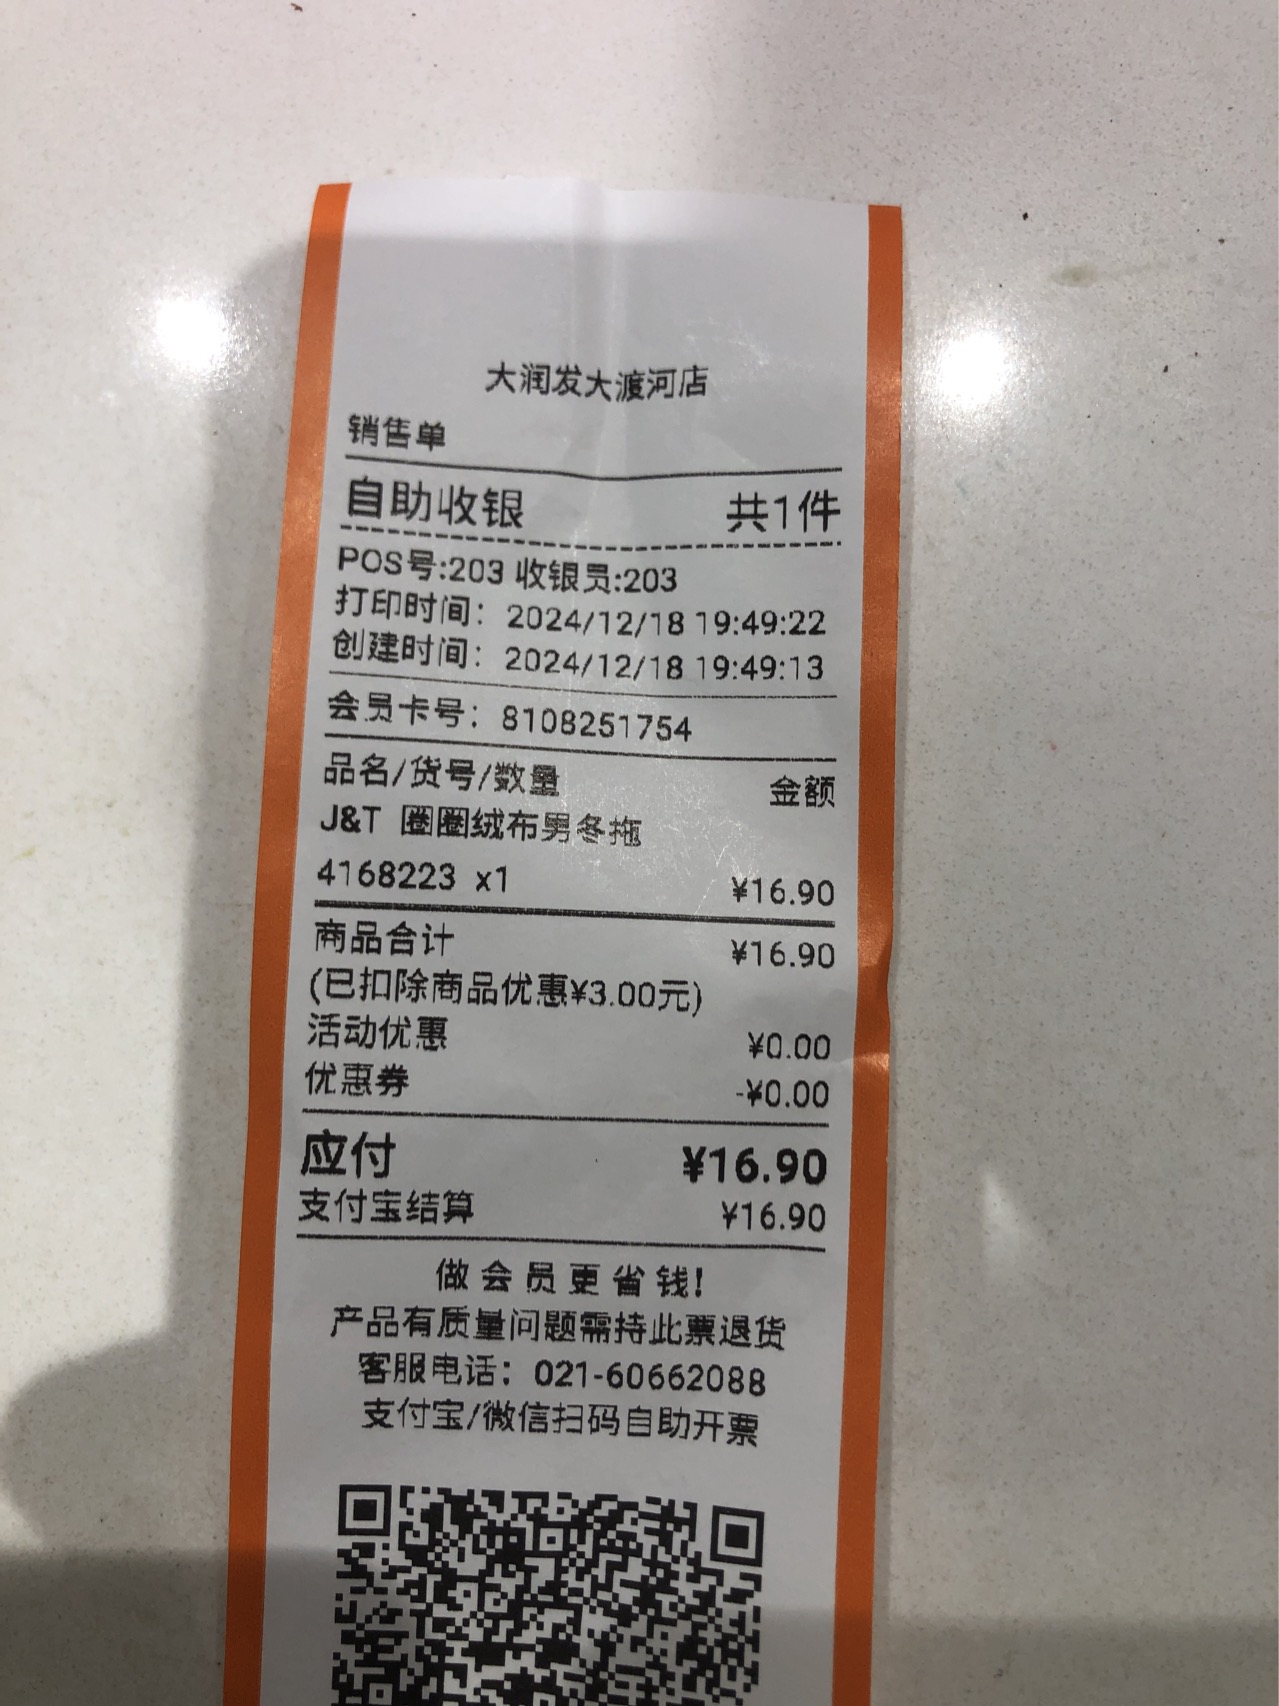 大润发大渡河店
销售单
自助收银 共1件
POS号:203 收银员:203
打印时间：2024/12/18 19:49:22
创建时间：2024/12/18 19:49:13
会员卡号：8108251754
品名/货号/数量 金额
J&T 圈圈绒布男冬拖
4168223 x1 ¥16.90
商品合计 ¥16.90
(已扣除商品优惠¥3.00元)
活动优惠 ¥0.00
优惠券 -¥0.00
应付 ¥16.90
支付宝结算 ¥16.90
做会员更省钱!
产品有质量问题需持此票退货
客服电话：021-60662088
支付宝/微信扫码自助开票